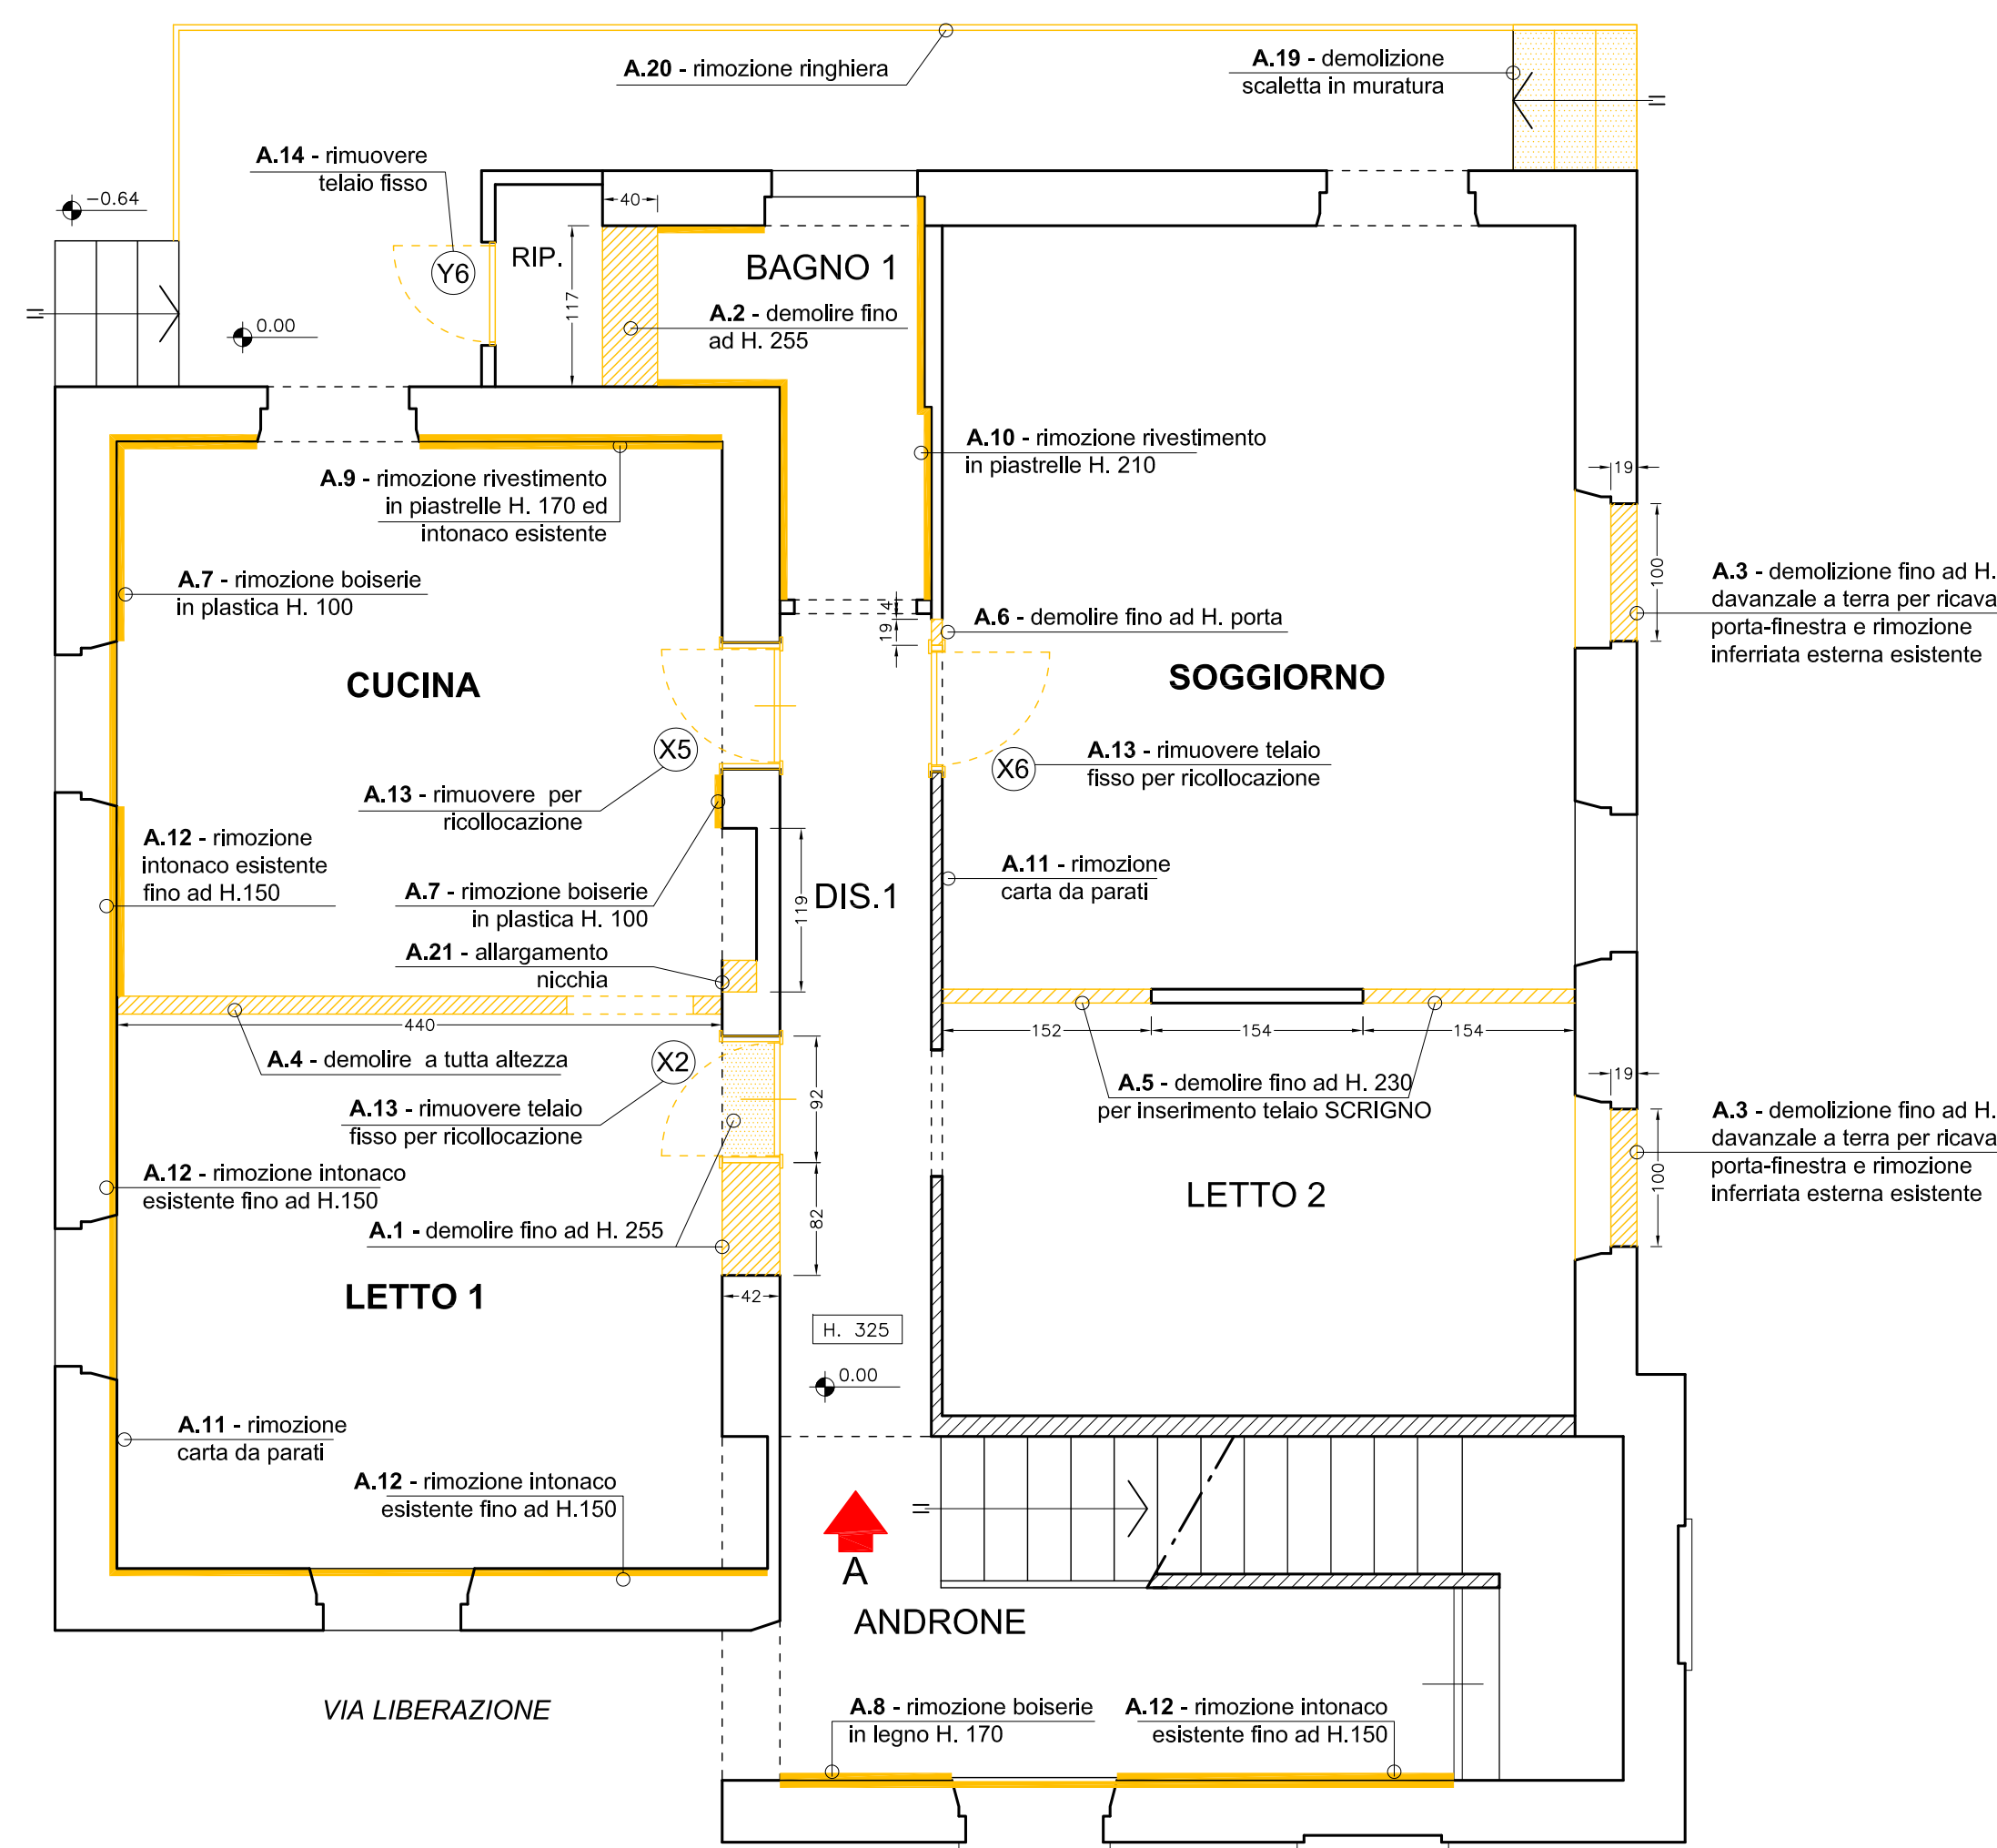 A.20 - rimozione ringhiera
A.19 - demolizione
scaletta in muratura
A.14 - rimuovere
telaio fisso
-0.64
40
Y6
RIP.
BAGNO 1
117
A.2 - demolire fino
ad H. 255
0.00
A.10 - rimozione rivestimento
in piastrelle H. 210
A.9 - rimozione rivestimento
in piastrelle H. 170 ed
intonaco esistente
19
100
A.7 - rimozione boiserie
in plastica H. 100
A.3 - demolizione fino ad H.
davanzale a terra per ricava
porta-finestra e rimozione
inferriata esterna esistente
4
19
A.6 - demolire fino ad H. porta
CUCINA
SOGGIORNO
X5
X6
A.13 - rimuovere telaio
fisso per ricollocazione
A.13 - rimuovere per
ricollocazione
A.12 - rimozione
intonaco esistente
fino ad H.150
A.7 - rimozione boiserie
in plastica H. 100
119
DIS.1
A.11 - rimozione
carta da parati
A.21 - allargamento
nicchia
440
152
154
154
A.4 - demolire a tutta altezza
X2
92
A.5 - demolire fino ad H. 230
per inserimento telaio SCRIGNO
19
100
A.3 - demolizione fino ad H.
davanzale a terra per ricava
porta-finestra e rimozione
inferriata esterna esistente
A.13 - rimuovere telaio
fisso per ricollocazione
A.12 - rimozione intonaco
esistente fino ad H.150
A.1 - demolire fino ad H. 255
82
LETTO 2
LETTO 1
42
H. 325
0.00
A.11 - rimozione
carta da parati
A.12 - rimozione intonaco
esistente fino ad H.150
A
ANDRONE
VIA LIBERAZIONE
A.8 - rimozione boiserie
in legno H. 170
A.12 - rimozione intonaco
esistente fino ad H.150